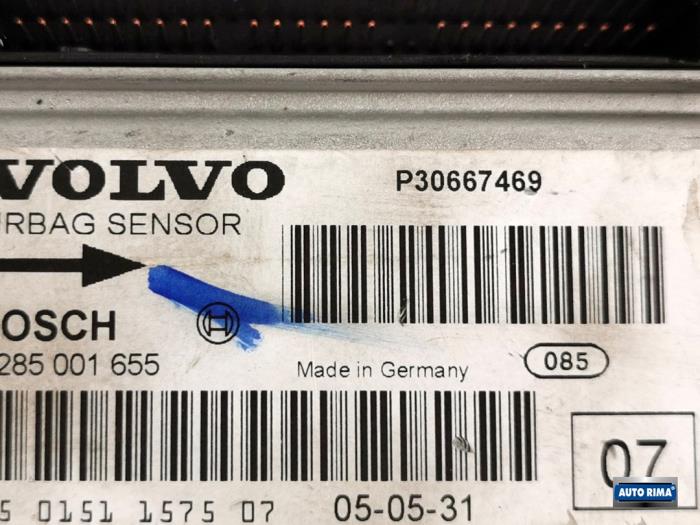 VOLVO
P30667469
IRBAG SENSOR
OSCH
285 001 655
Made in Germany
085
07
5 0151 1575 07
05-05-31
AUTO RIMA